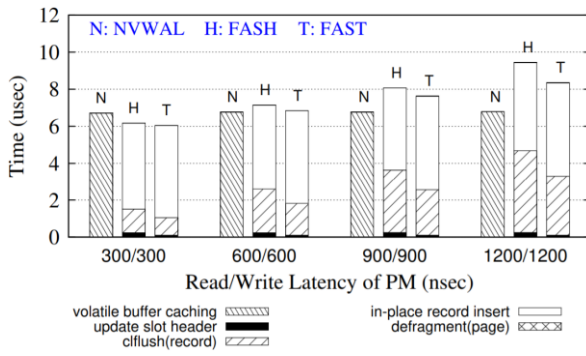 N: NVWAL H: FASH T: FAST
12
10
8
6
4
2
0
Time (usec)
N H T
N H T
N H T
N H T
300/300 600/600 900/900 1200/1200
Read/Write Latency of PM (nsec)
volatile buffer caching
update slot header
clflush(record)
in-place record insert
defragment(page)